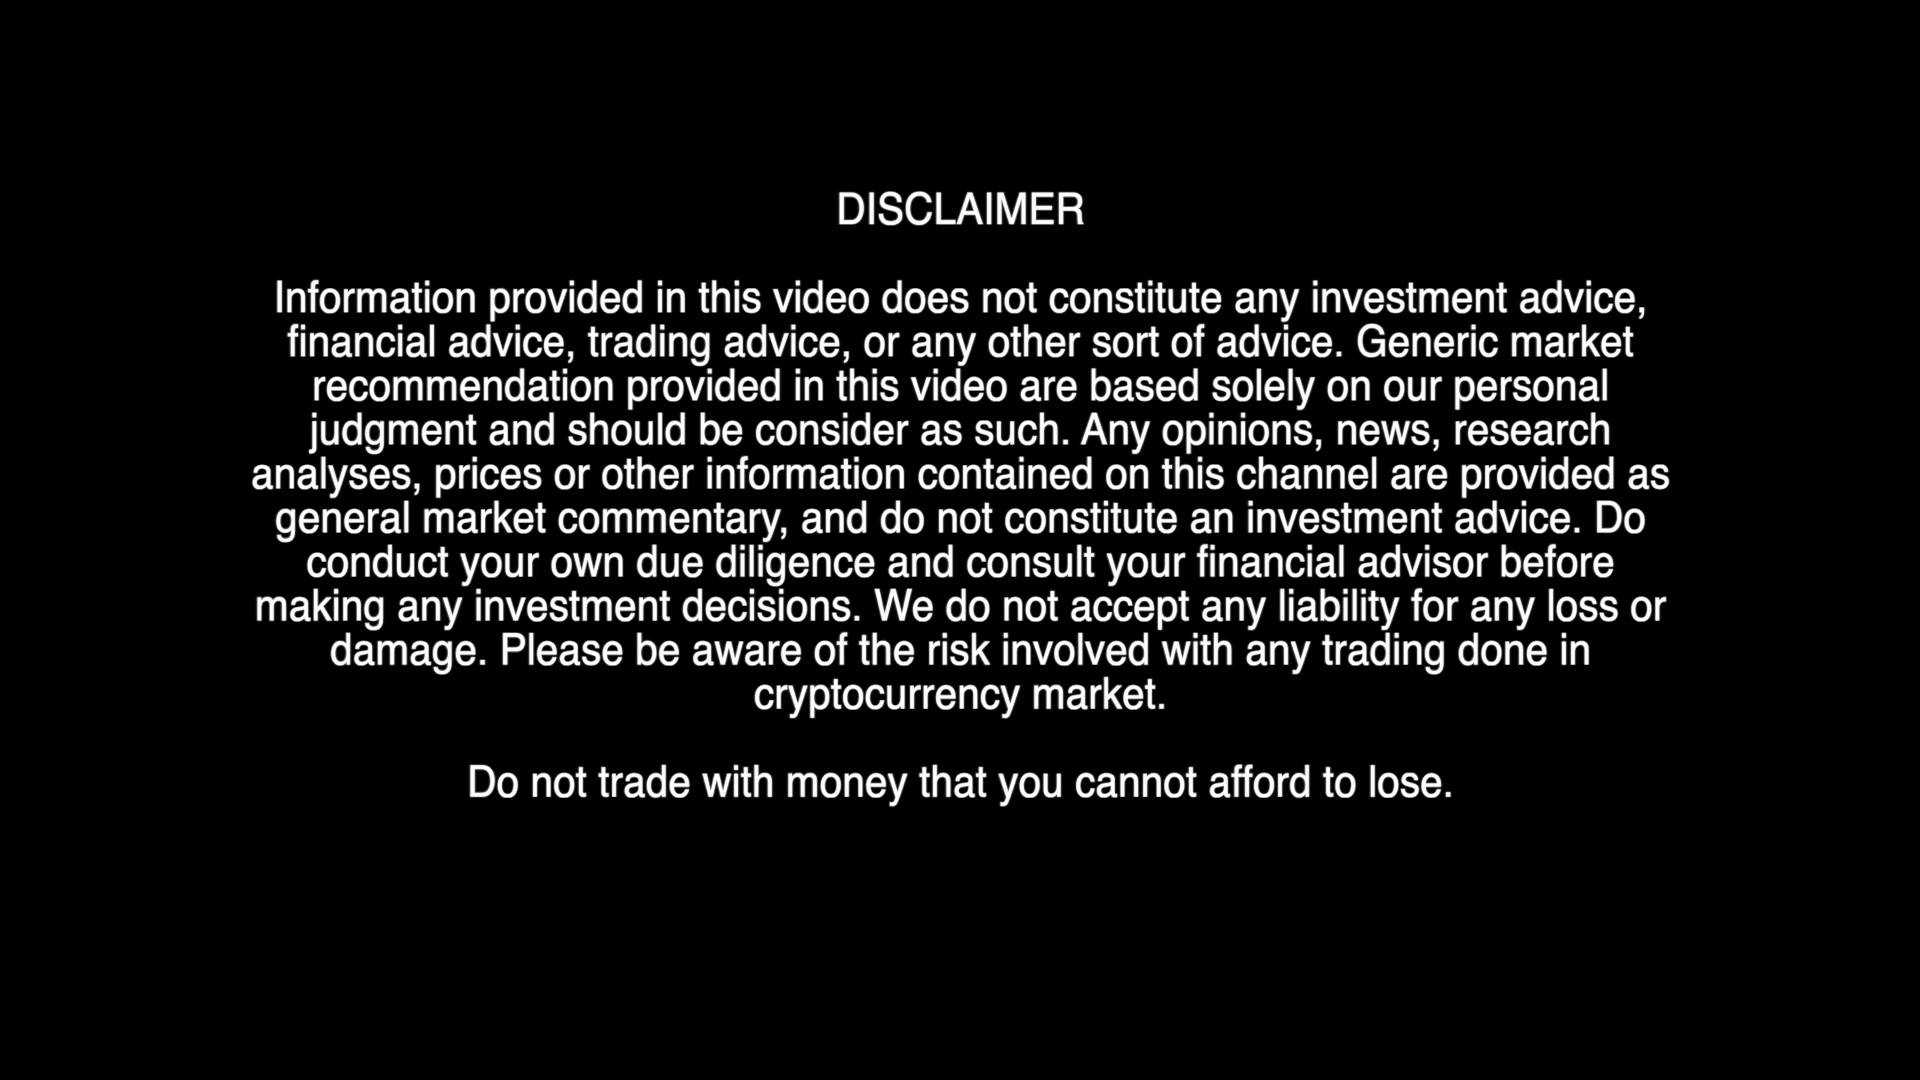 DISCLAIMER
Information provided in this video does not constitute any investment advice,
financial advice, trading advice, or any other sort of advice. Generic market
recommendation provided in this video are based solely on our personal
judgment and should be consider as such. Any opinions, news, research
analyses, prices or other information contained on this channel are provided as
general market commentary, and do not constitute an investment advice. Do
conduct your own due diligence and consult your financial advisor before
making any investment decisions. We do not accept any liability for any loss or
damage. Please be aware of the risk involved with any trading done in
cryptocurrency market.
Do not trade with money that you cannot afford to lose.